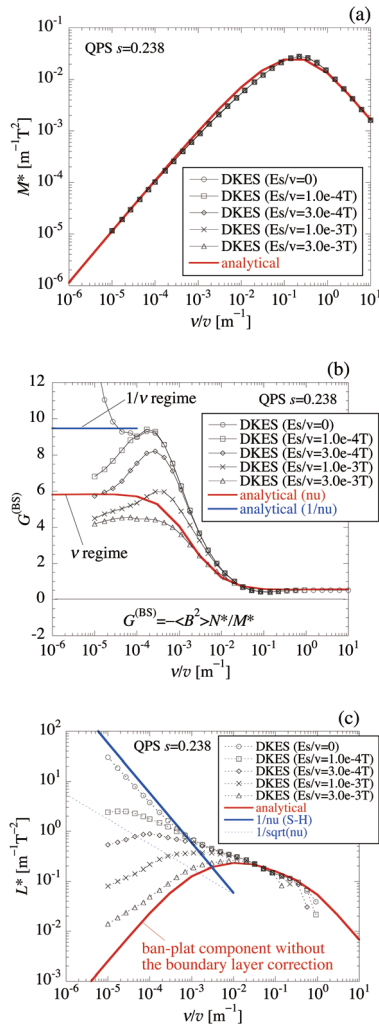 (a)
QPS s=0.238
10⁻¹
10⁻²
10⁻³
10⁻⁴
10⁻⁵
10⁻⁶
M* [m⁻¹T²]
DKES (Es/v=0)
DKES (Es/v=1.0e-4T)
DKES (Es/v=3.0e-4T)
DKES (Es/v=1.0e-3T)
DKES (Es/v=3.0e-3T)
analytical
10⁻⁶ 10⁻⁵ 10⁻⁴ 10⁻³ 10⁻² 10⁻¹ 10⁰ 10¹
ν/v [m⁻¹]
(b)
12
10
8
6
4
2
0
-2
G⁽ᴮˢ⁾
1/ν regime
ν regime
QPS s=0.238
DKES (Es/v=0)
DKES (Es/v=1.0e-4T)
DKES (Es/v=3.0e-4T)
DKES (Es/v=1.0e-3T)
DKES (Es/v=3.0e-3T)
analytical (nu)
analytical (1/nu)
G⁽ᴮˢ⁾=−<B²>N*/M*
10⁻⁶ 10⁻⁵ 10⁻⁴ 10⁻³ 10⁻² 10⁻¹ 10⁰ 10¹
ν/v [m⁻¹]
(c)
10²
10¹
10⁰
10⁻¹
10⁻²
10⁻³
L* [m⁻¹T⁻²]
QPS s=0.238
DKES (Es/v=0)
DKES (Es/v=1.0e-4T)
DKES (Es/v=3.0e-4T)
DKES (Es/v=1.0e-3T)
DKES (Es/v=3.0e-3T)
analytical
1/nu (S-H)
1/sqrt(nu)
ban-plat component without
the boundary layer correction
10⁻⁶ 10⁻⁵ 10⁻⁴ 10⁻³ 10⁻² 10⁻¹ 10⁰ 10¹
ν/v [m⁻¹]